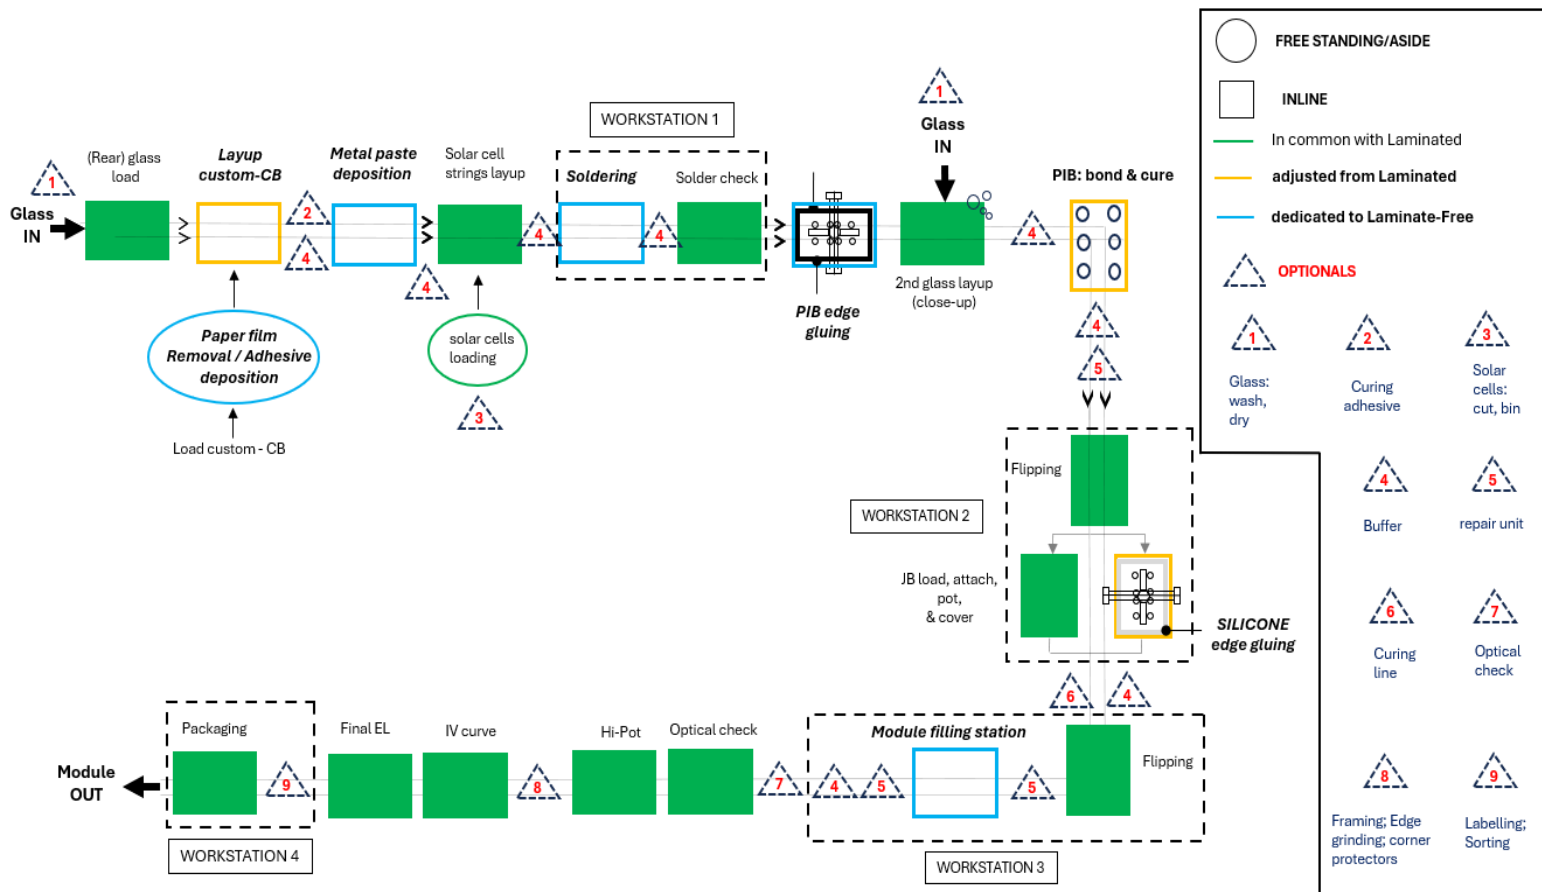 1
Glass
IN
(Rear) glass
load
Layup
custom-CB
2
4
Metal paste
deposition
Solar cell
strings layup
4
4
WORKSTATION 1
Soldering
4
Solder check
PIB edge
gluing
1
Glass
IN
2nd glass layup
(close-up)
4
PIB: bond & cure
Paper film
Removal / Adhesive
deposition
Load custom - CB
solar cells
loading
3
4
5
WORKSTATION 2
Flipping
JB load, attach,
pot,
& cover
SILICONE
edge gluing
6
4
Module filling station
Flipping
5
5
4
WORKSTATION 3
7
Optical check
Hi-Pot
8
IV curve
Final EL
Packaging
9
WORKSTATION 4
Module
OUT
FREE STANDING/ASIDE
INLINE
In common with Laminated
adjusted from Laminated
dedicated to Laminate-Free
OPTIONALS
1
Glass:
wash,
dry
2
Curing
adhesive
3
Solar
cells:
cut, bin
4
Buffer
5
repair unit
6
Curing
line
7
Optical
check
8
Framing; Edge
grinding; corner
protectors
9
Labelling;
Sorting